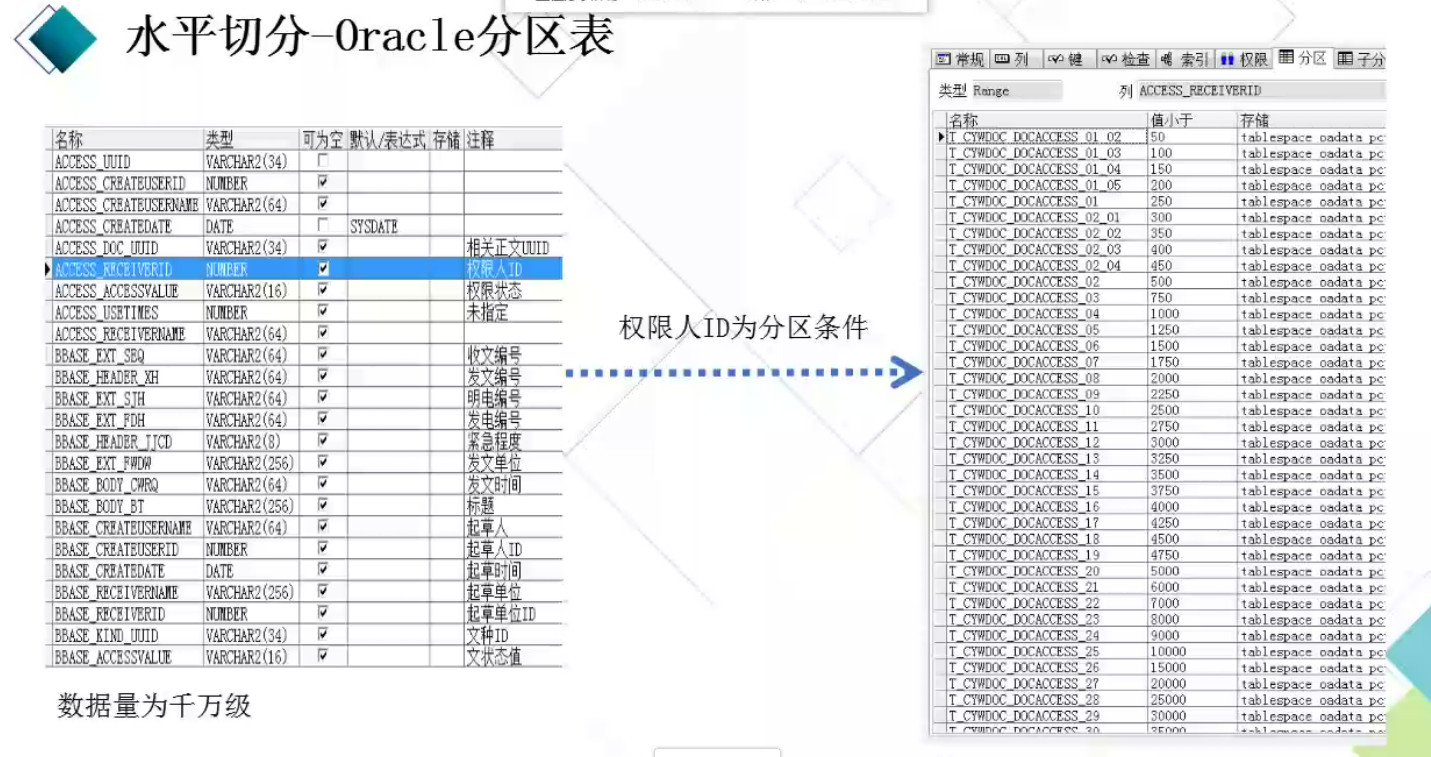 水平切分-Oracle分区表
名称 类型 可为空 默认/表达式 存储 注释
ACCESS_UUID VARCHAR2(34)
ACCESS_CREATEUSERID NUMBER
ACCESS_CREATEUSERNAME VARCHAR2(64)
ACCESS_CREATEDATE DATE SYSDATE
ACCESS_DOC_UUID VARCHAR2(34) 相关正文UUID
ACCESS_RECEIVERID NUMBER 权限人ID
ACCESS_ACCESSVALUE VARCHAR2(16) 权限状态
ACCESS_USETIMES NUMBER 未指定
ACCESS_RECEIVERNAME VARCHAR2(64)
BBASE_EXT_SEQ VARCHAR2(64) 收文编号
BBASE_HEADER_XH VARCHAR2(64) 发文编号
BBASE_EXT_SJH VARCHAR2(64) 明电编号
BBASE_EXT_FDH VARCHAR2(64) 发电编号
BBASE_HEADER_JJCD VARCHAR2(8) 紧急程度
BBASE_EXT_FWDW VARCHAR2(256) 发文单位
BBASE_BODY_CWRQ VARCHAR2(64) 发文时间
BBASE_BODY_BT VARCHAR2(256) 标题
BBASE_CREATEUSERNAME VARCHAR2(64) 起草人
BBASE_CREATEUSERID NUMBER 起草人ID
BBASE_CREATEDATE DATE 起草时间
BBASE_RECEIVERNAME VARCHAR2(256) 起草单位
BBASE_RECEIVERID NUMBER 起草单位ID
BBASE_KIND_UUID VARCHAR2(34) 文种ID
BBASE_ACCESSVALUE VARCHAR2(16) 文状态值
数据量为千万级
权限人ID为分区条件
常规 列 键 检查 索引 权限 分区 子分
类型 Range 列 ACCESS_RECEIVERID
名称 值小于 存储
T_CYWDOC_DOCACCESS_01_02 50 tablespace oadata pc
T_CYWDOC_DOCACCESS_01_03 100 tablespace oadata pc
T_CYWDOC_DOCACCESS_01_04 150 tablespace oadata pc
T_CYWDOC_DOCACCESS_01_05 200 tablespace oadata pc
T_CYWDOC_DOCACCESS_01 250 tablespace oadata pc
T_CYWDOC_DOCACCESS_02_01 300 tablespace oadata pc
T_CYWDOC_DOCACCESS_02_02 350 tablespace oadata pc
T_CYWDOC_DOCACCESS_02_03 400 tablespace oadata pc
T_CYWDOC_DOCACCESS_02_04 450 tablespace oadata pc
T_CYWDOC_DOCACCESS_02 500 tablespace oadata pc
T_CYWDOC_DOCACCESS_03 750 tablespace oadata pc
T_CYWDOC_DOCACCESS_04 1000 tablespace oadata pc
T_CYWDOC_DOCACCESS_05 1250 tablespace oadata pc
T_CYWDOC_DOCACCESS_06 1500 tablespace oadata pc
T_CYWDOC_DOCACCESS_07 1750 tablespace oadata pc
T_CYWDOC_DOCACCESS_08 2000 tablespace oadata pc
T_CYWDOC_DOCACCESS_09 2250 tablespace oadata pc
T_CYWDOC_DOCACCESS_10 2500 tablespace oadata pc
T_CYWDOC_DOCACCESS_11 2750 tablespace oadata pc
T_CYWDOC_DOCACCESS_12 3000 tablespace oadata pc
T_CYWDOC_DOCACCESS_13 3250 tablespace oadata pc
T_CYWDOC_DOCACCESS_14 3500 tablespace oadata pc
T_CYWDOC_DOCACCESS_15 3750 tablespace oadata pc
T_CYWDOC_DOCACCESS_16 4000 tablespace oadata pc
T_CYWDOC_DOCACCESS_17 4250 tablespace oadata pc
T_CYWDOC_DOCACCESS_18 4500 tablespace oadata pc
T_CYWDOC_DOCACCESS_19 4750 tablespace oadata pc
T_CYWDOC_DOCACCESS_20 5000 tablespace oadata pc
T_CYWDOC_DOCACCESS_21 6000 tablespace oadata pc
T_CYWDOC_DOCACCESS_22 7000 tablespace oadata pc
T_CYWDOC_DOCACCESS_23 8000 tablespace oadata pc
T_CYWDOC_DOCACCESS_24 9000 tablespace oadata pc
T_CYWDOC_DOCACCESS_25 10000 tablespace oadata pc
T_CYWDOC_DOCACCESS_26 15000 tablespace oadata pc
T_CYWDOC_DOCACCESS_27 20000 tablespace oadata pc
T_CYWDOC_DOCACCESS_28 25000 tablespace oadata pc
T_CYWDOC_DOCACCESS_29 30000 tablespace oadata pc
T_CYWDOC_DOCACCESS_30 35000 tablespace oadata pc